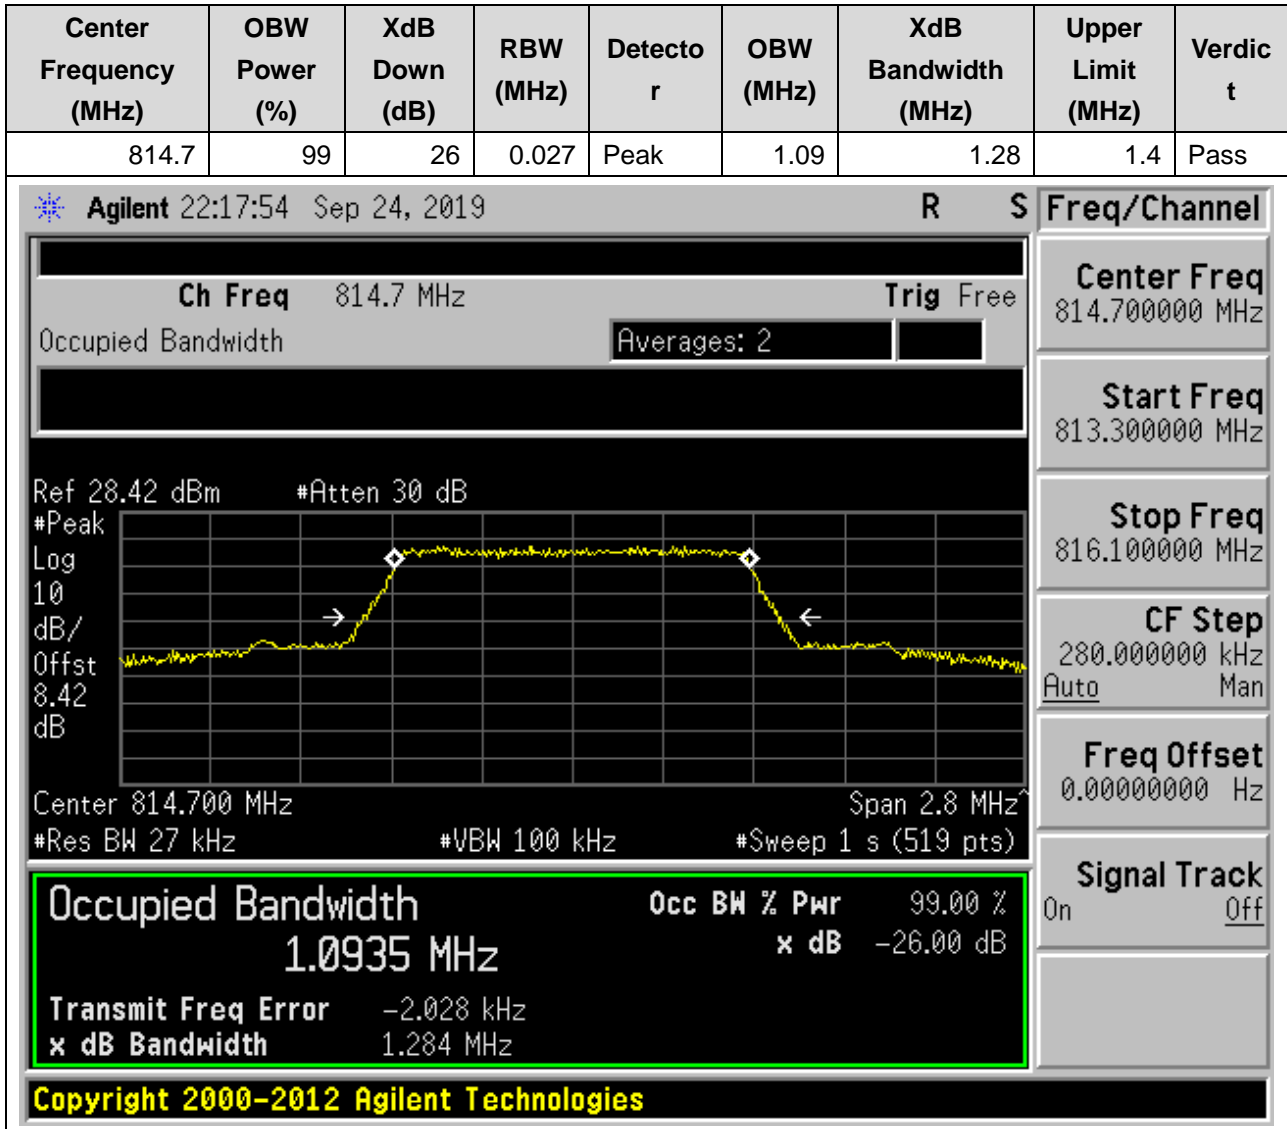 Center Frequency (MHz) OBW Power (%) XdB Down (dB) RBW (MHz) Detecto r OBW (MHz) XdB Bandwidth (MHz) Upper Limit (MHz) Verdic t
814.7 99 26 0.027 Peak 1.09 1.28 1.4 Pass
Agilent 22:17:54 Sep 24, 2019 R S
Ch Freq 814.7 MHz Trig Free
Occupied Bandwidth Averages: 2
Ref 28.42 dBm #Atten 30 dB
#Peak
Log
10
dB/
Offst
8.42
dB
Center 814.700 MHz Span 2.8 MHz^
#Res BW 27 kHz #VBW 100 kHz #Sweep 1 s (519 pts)
Occupied Bandwidth Occ BW % Pwr 99.00 %
1.0935 MHz x dB -26.00 dB
Transmit Freq Error -2.028 kHz
x dB Bandwidth 1.284 MHz
Copyright 2000-2012 Agilent Technologies
Freq/Channel
Center Freq
814.700000 MHz
Start Freq
813.300000 MHz
Stop Freq
816.100000 MHz
CF Step
280.000000 kHz
Auto Man
Freq Offset
0.00000000 Hz
Signal Track
On Off